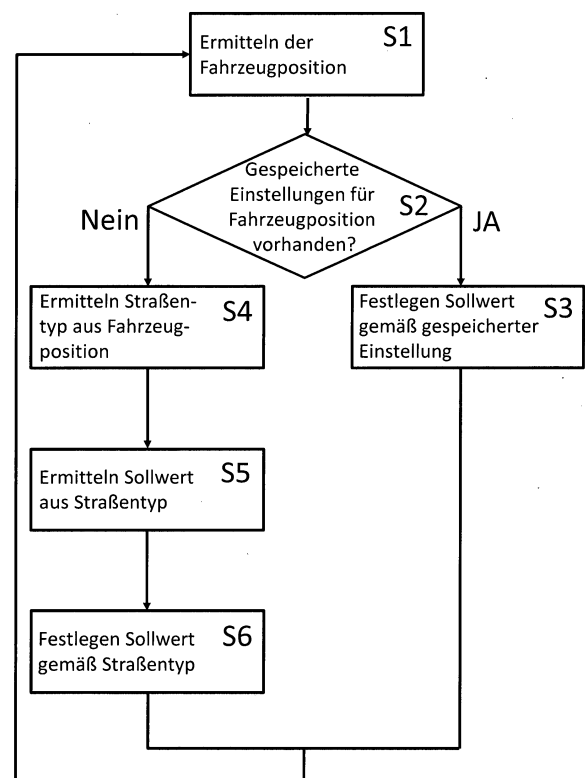 Ermitteln der S1
Fahrzeugposition
Gespeicherte
Einstellungen für
Fahrzeugposition S2
vorhanden?
Nein
JA
Ermitteln Straßen- S4
typ aus Fahrzeug-
position
Festlegen Sollwert S3
gemäß gespeicherter
Einstellung
Ermitteln Sollwert S5
aus Straßentyp
Festlegen Sollwert S6
gemäß Straßentyp